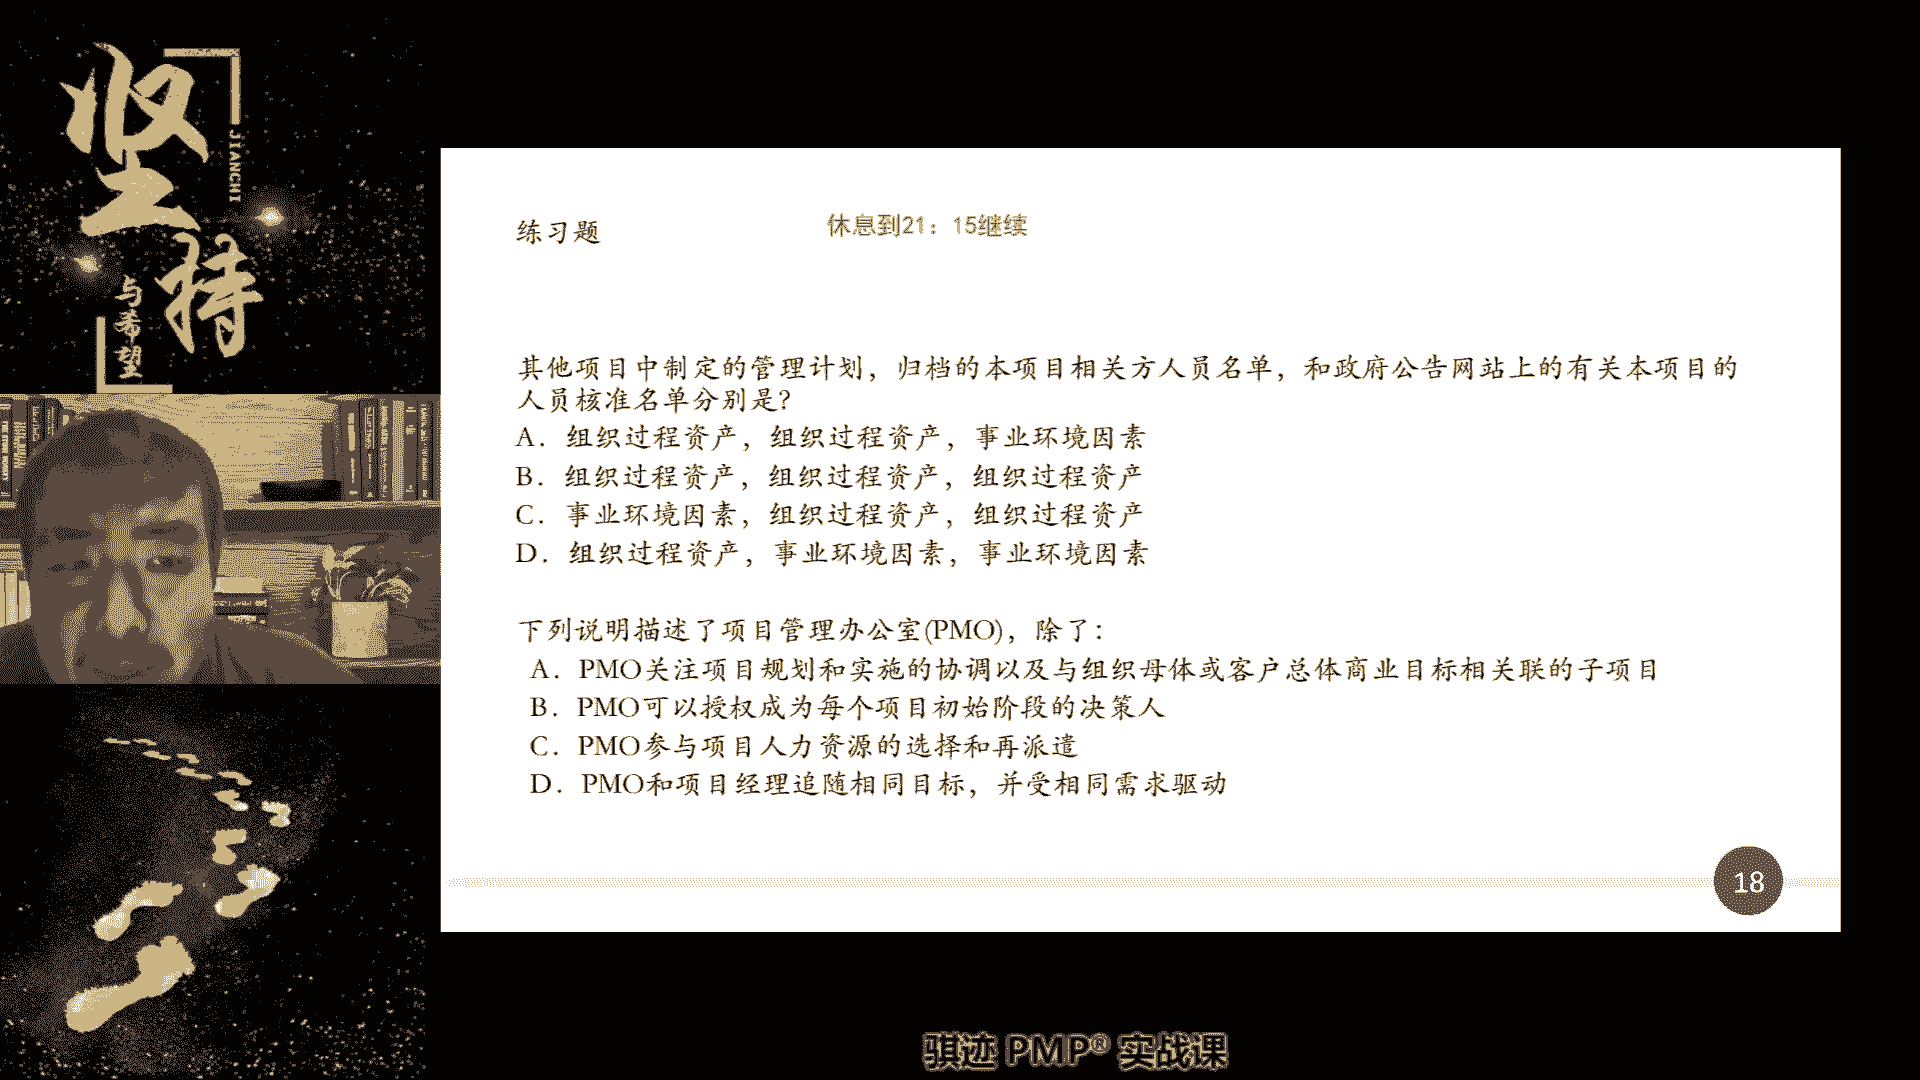 坚持
JIANCHI
与希望
练习题
休息到21：15继续
其他项目中制定的管理计划，归档的本项目相关方人员名单，和政府公告网站上的有关本项目的
人员核准名单分别是？
A. 组织过程资产，组织过程资产，事业环境因素
B. 组织过程资产，组织过程资产，组织过程资产
C. 事业环境因素，组织过程资产，组织过程资产
D. 组织过程资产，事业环境因素，事业环境因素
下列说明描述了项目管理办公室(PMO)，除了：
A. PMO关注项目规划和实施的协调以及与组织母体或客户总体商业目标相关联的子项目
B. PMO可以授权成为每个项目初始阶段的决策人
C. PMO参与项目人力资源的选择和再派遣
D. PMO和项目经理追随相同目标，并受相同需求驱动
18
骐迹 PMP® 实战课